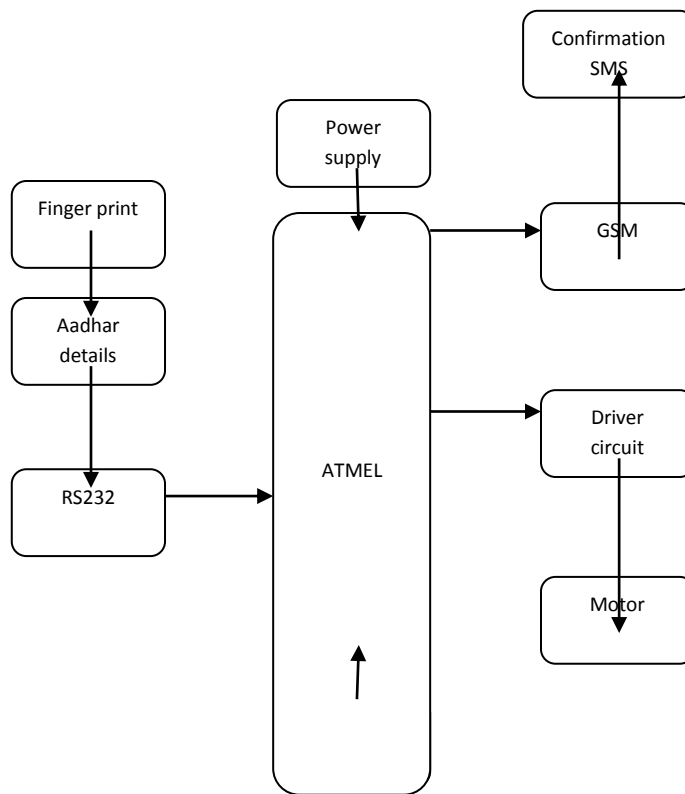 Confirmation
SMS
Power
supply
Finger print
GSM
Aadhar
details
Driver
circuit
RS232
ATMEL
Motor